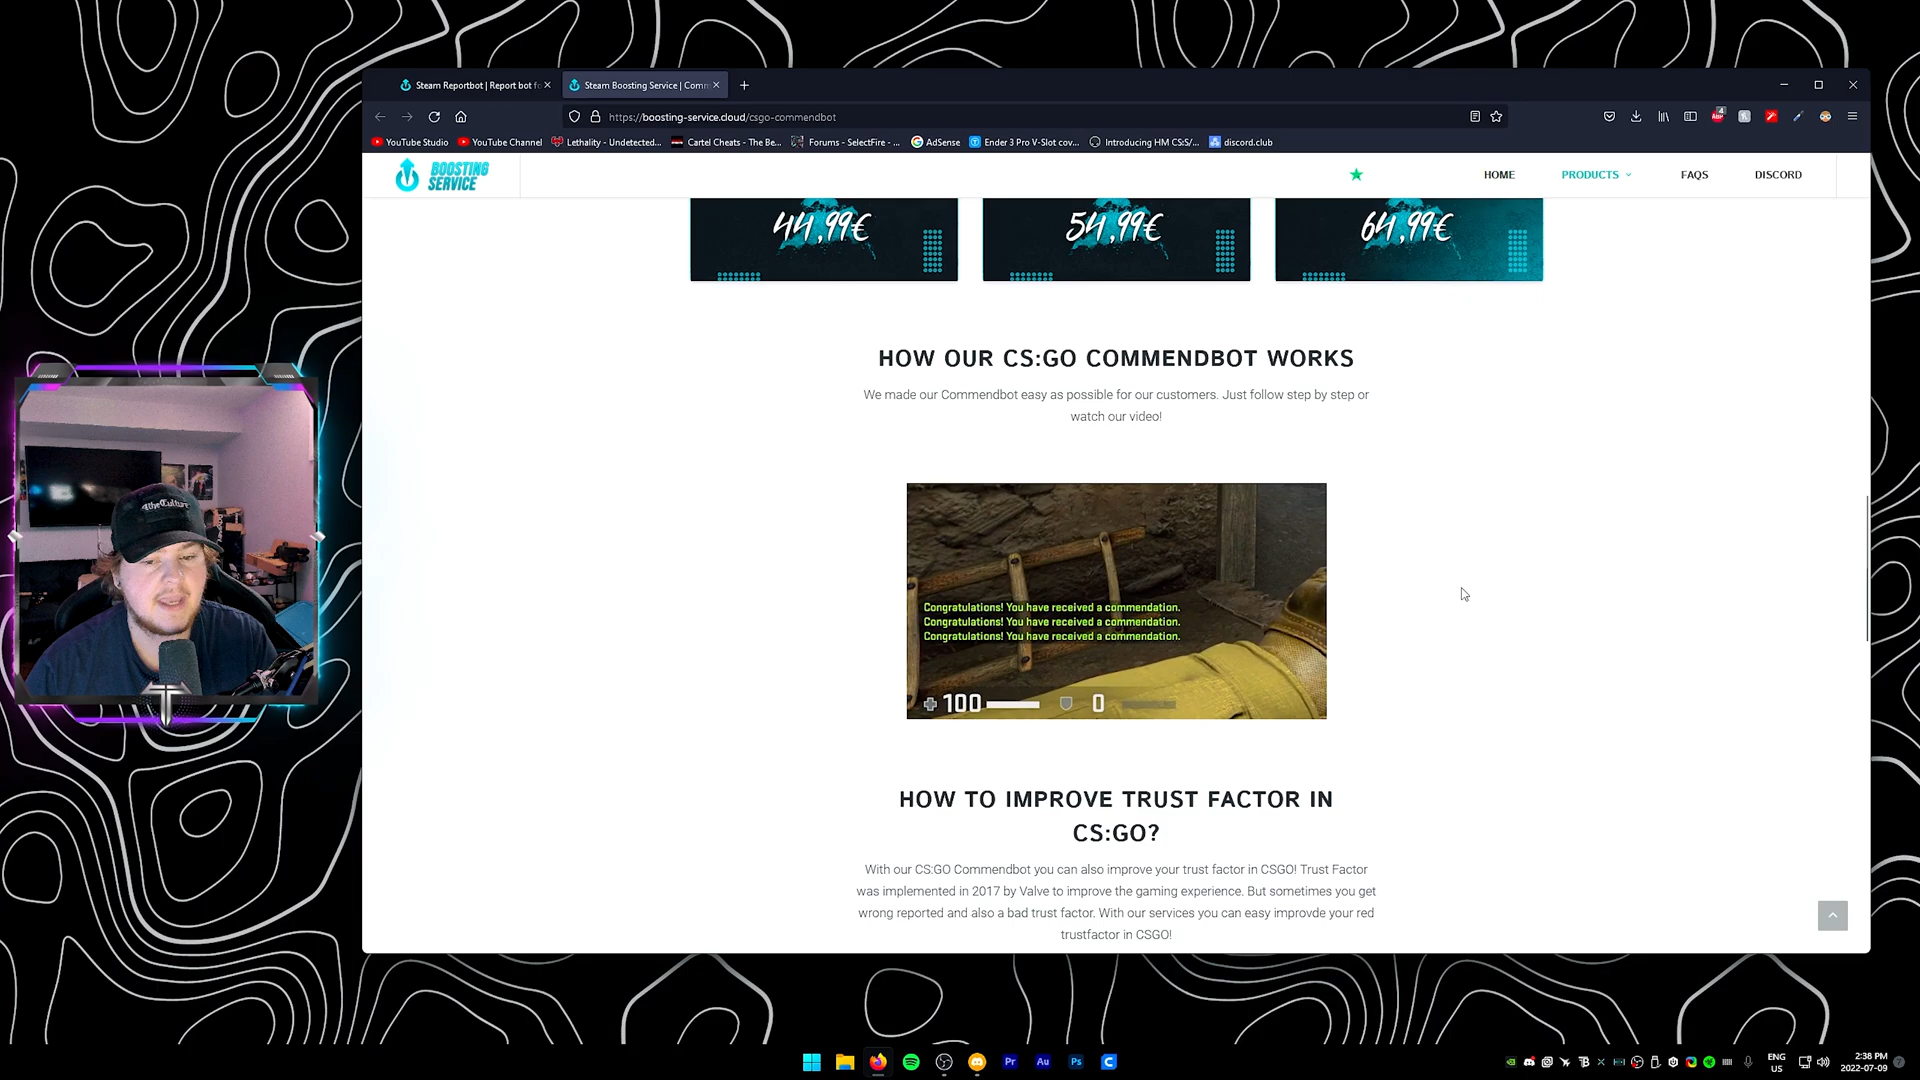 Steam Reportbot | Report bot fo
Steam Boosting Service | Comm
https://boosting-service.cloud/csgo-commendbot
YouTube Studio
YouTube Channel
Lethality - Undetected...
Cartel Cheats - The Be...
Forums - SelectFire - ...
AdSense
Ender 3 Pro V-Slot cov...
Introducing HM CS:S/...
discord.club
BOOSTING
SERVICE
HOME
PRODUCTS
FAQS
DISCORD
44,99€
54,99€
64,99€
HOW OUR CS:GO COMMENDBOT WORKS
We made our Commendbot easy as possible for our customers. Just follow step by step or
watch our video!
4theCulture
Congratulations! You have received a commendation.
Congratulations! You have received a commendation.
Congratulations! You have received a commendation.
100
0
HOW TO IMPROVE TRUST FACTOR IN
CS:GO?
With our CS:GO Commendbot you can also improve your trust factor in CSGO! Trust Factor
was implemented in 2017 by Valve to improve the gaming experience. But sometimes you get
wrong reported and also a bad trust factor. With our services you can easy improvde your red
trustfactor in CSGO!
Pr
Au
Ps
ENG
US
2:38 PM
2022-07-09